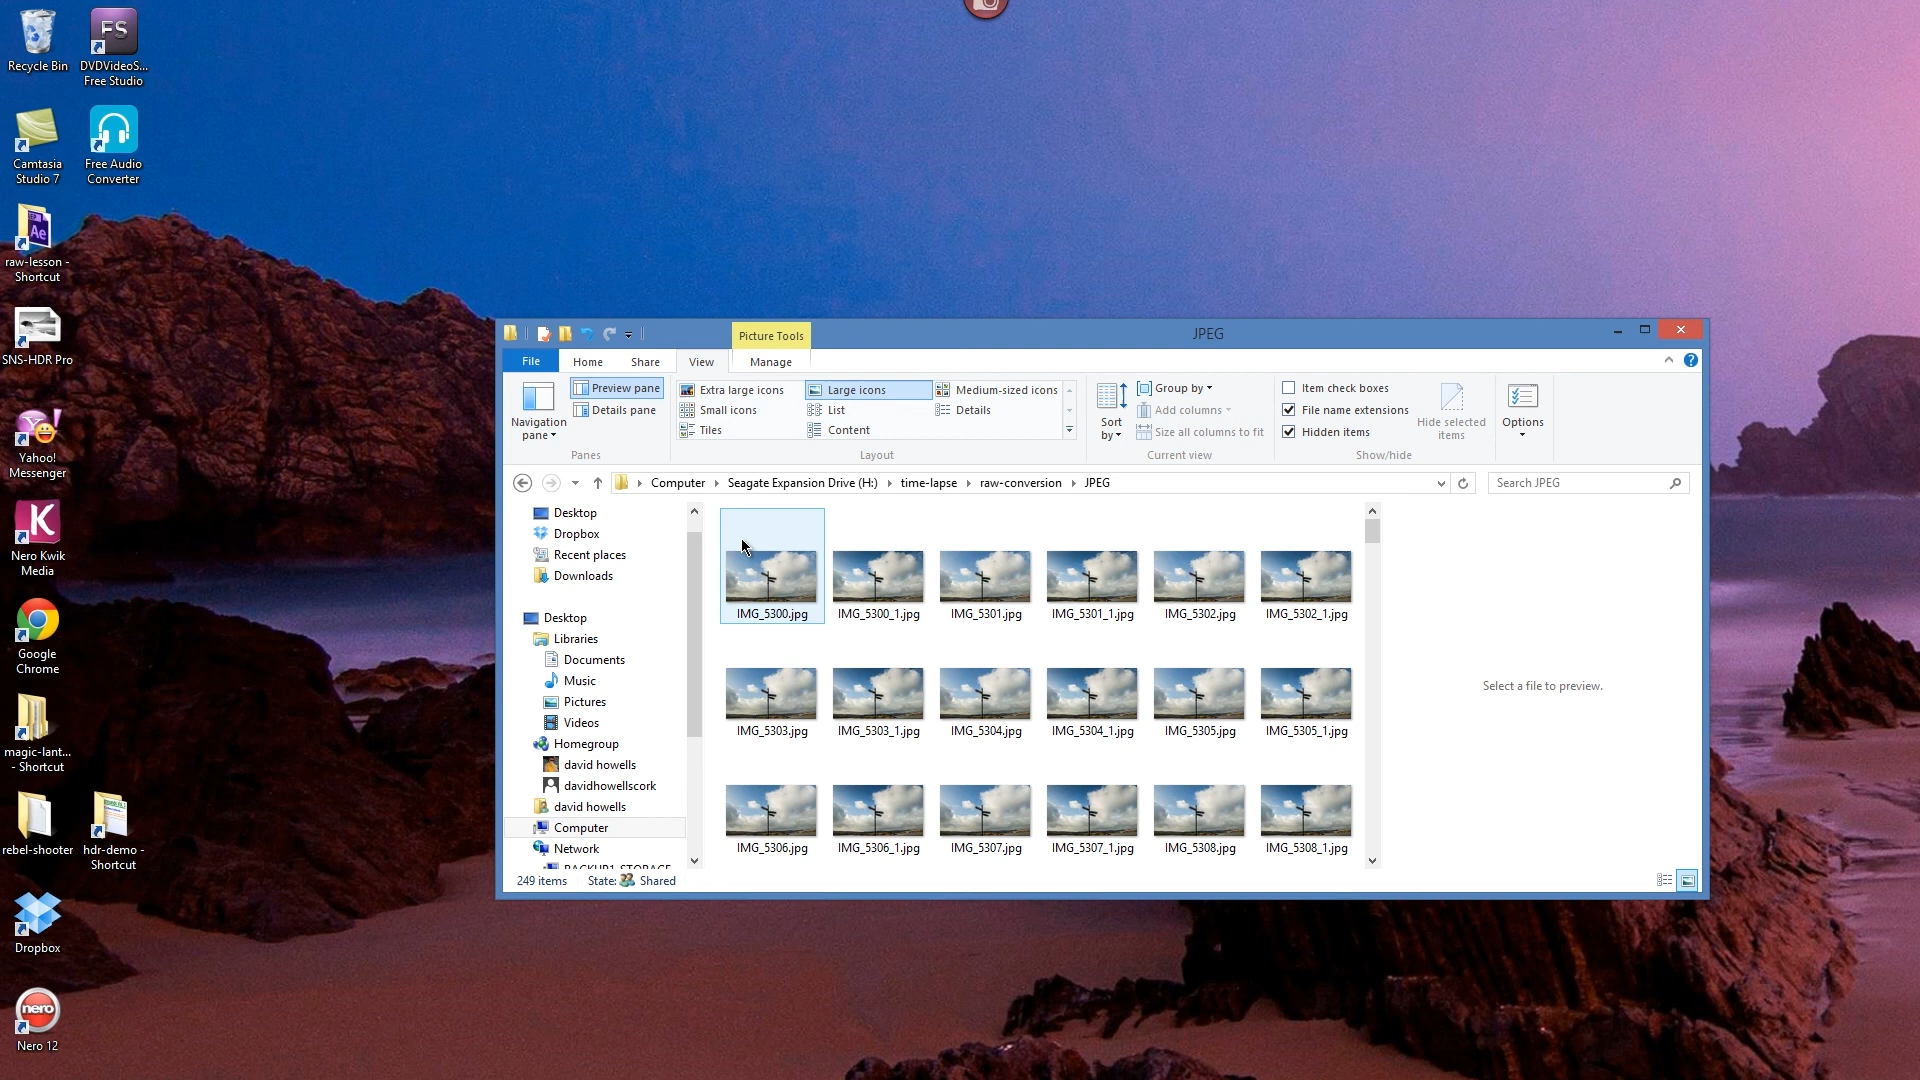 Recycle Bin
DVDVideoS...
Free Studio
FS
Camtasia
Studio 7
Free Audio
Converter
Ae
raw-lesson -
Shortcut
SNS-HDR Pro
Yahoo!
Messenger
K
Nero Kwik
Media
Google
Chrome
magic-lant...
- Shortcut
rebel-shooter
hdr-demo -
Shortcut
Dropbox
nero
Nero 12
Picture Tools
JPEG
File
Home
Share
View
Manage
Navigation
pane
Preview pane
Details pane
Panes
Extra large icons
Large icons
Medium-sized icons
Small icons
List
Details
Tiles
Content
Layout
Sort
by
Group by
Add columns
Size all columns to fit
Current view
Item check boxes
File name extensions
Hidden items
Hide selected
items
Show/hide
Options
Computer
Seagate Expansion Drive (H:)
time-lapse
raw-conversion
JPEG
Search JPEG
Desktop
Dropbox
Recent places
Downloads
Desktop
Libraries
Documents
Music
Pictures
Videos
Homegroup
david howells
davidhowellscork
david howells
Computer
Network
BACKUP1_STORAGE
IMG_5300.jpg
IMG_5300_1.jpg
IMG_5301.jpg
IMG_5301_1.jpg
IMG_5302.jpg
IMG_5302_1.jpg
IMG_5303.jpg
IMG_5303_1.jpg
IMG_5304.jpg
IMG_5304_1.jpg
IMG_5305.jpg
IMG_5305_1.jpg
IMG_5306.jpg
IMG_5306_1.jpg
IMG_5307.jpg
IMG_5307_1.jpg
IMG_5308.jpg
IMG_5308_1.jpg
Select a file to preview.
249 items
State:
Shared